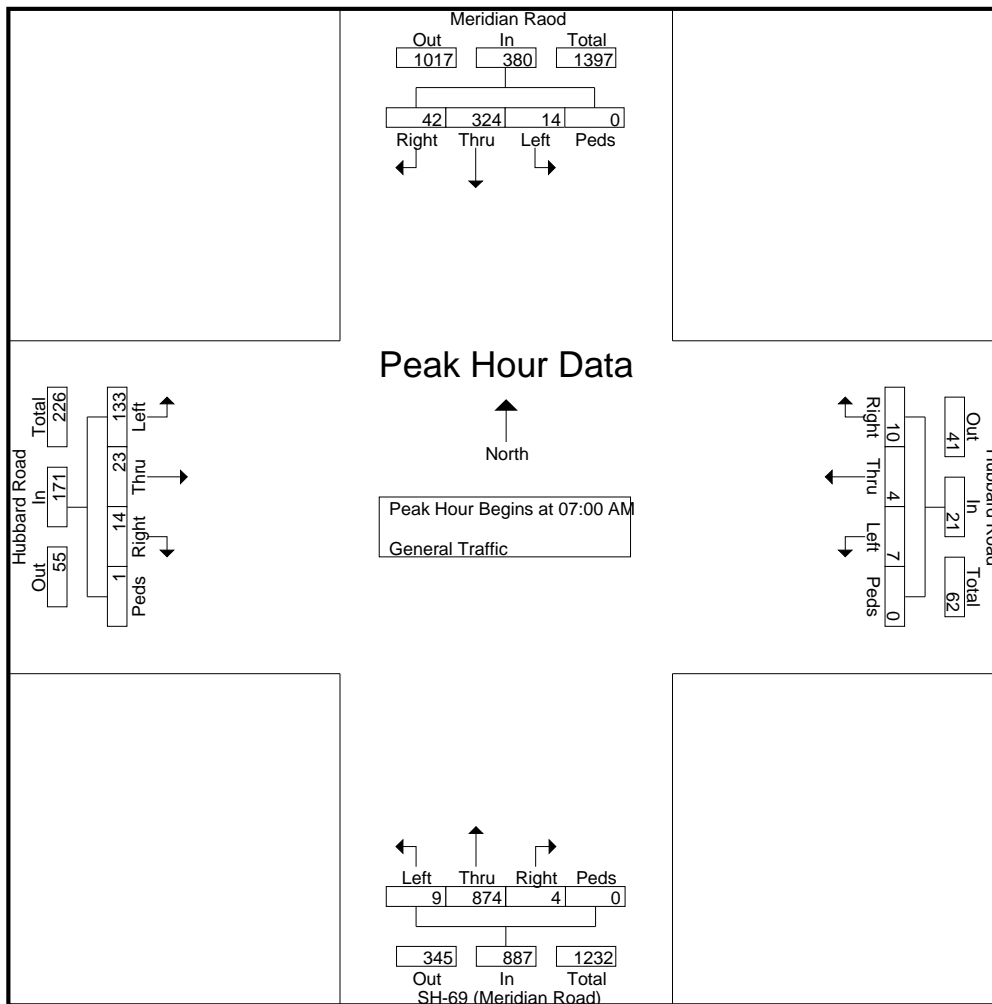 Meridian Raod
Out In Total
1017 380 1397
42 324 14 0
Right Thru Left Peds
Peak Hour Data
North
Peak Hour Begins at 07:00 AM
General Traffic
Hubbard Road
Out In Total
55 171 226
1 14 23 133
Peds Right Thru Left
Hubbard Road
Out In Total
41 21 62
10 4 7 0
Right Thru Left Peds
Left Thru Right Peds
9 874 4 0
345 887 1232
Out In Total
SH-69 (Meridian Road)